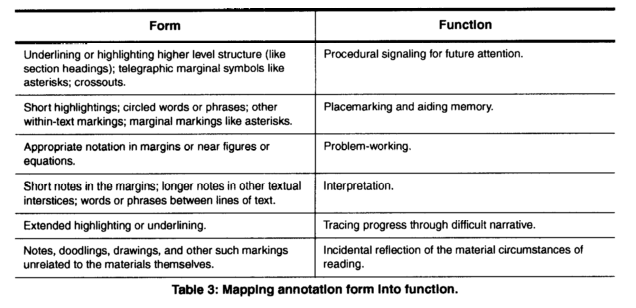 Form Function
Underlining or highlighting higher level structure (like Procedural signaling for future attention.
section headings); telegraphic marginal symbols like
asterisks; crossouts.
Short highlightings; circled words or phrases; other Placemarking and aiding memory.
within-text markings; marginal markings like asterisks.
Appropriate notation in margins or near figures or Problem-working.
equations.
Short notes in the margins; longer notes in other textual Interpretation.
interstices; words or phrases between lines of text.
Extended highlighting or underlining. Tracing progress through difficult narrative.
Notes, doodlings, drawings, and other such markings Incidental reflection of the material circumstances of
unrelated to the materials themselves. reading.
Table 3: Mapping annotation form into function.